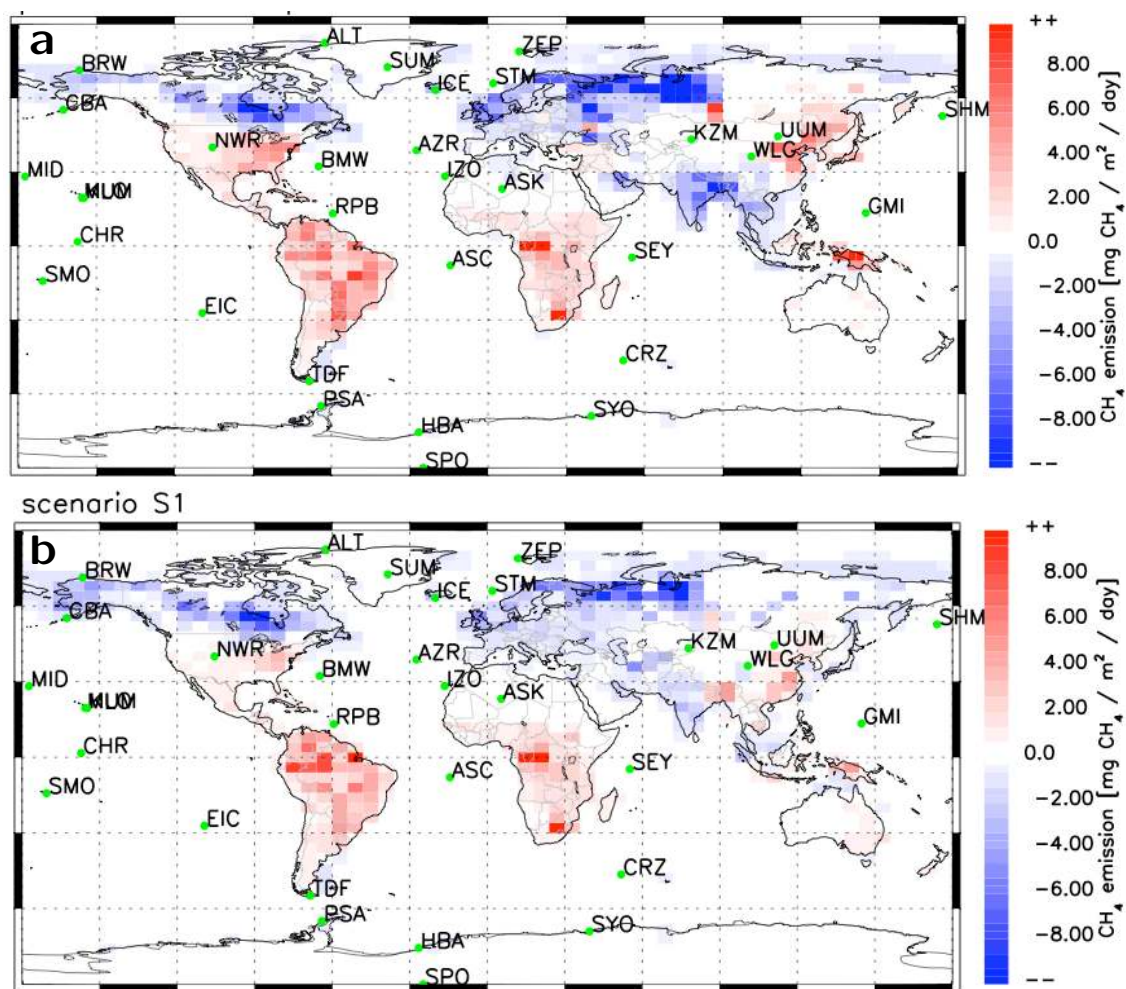 a
ALT
ZEP
BRW
SUM
ICE
STM
CBA
SHM
NWR
AZR
BMW
KZM
UUM
WLG
MID
IZO
ASK
RPB
GMI
CHR
SMO
ASC
SEY
EIC
CRZ
TDF
PSA
SYO
HBA
SPO
++
8.00
6.00
4.00
2.00
0.0
−2.00
−4.00
−6.00
−8.00
−−
CH₄ emission [mg CH₄ / m² / day]
scenario S1
b
ALT
ZEP
BRW
SUM
ICE
STM
CBA
SHM
NWR
AZR
BMW
KZM
UUM
WLG
MID
IZO
ASK
RPB
GMI
CHR
SMO
ASC
SEY
EIC
CRZ
TDF
PSA
SYO
HBA
SPO
++
8.00
6.00
4.00
2.00
0.0
−2.00
−4.00
−6.00
−8.00
−−
CH₄ emission [mg CH₄ / m² / day]